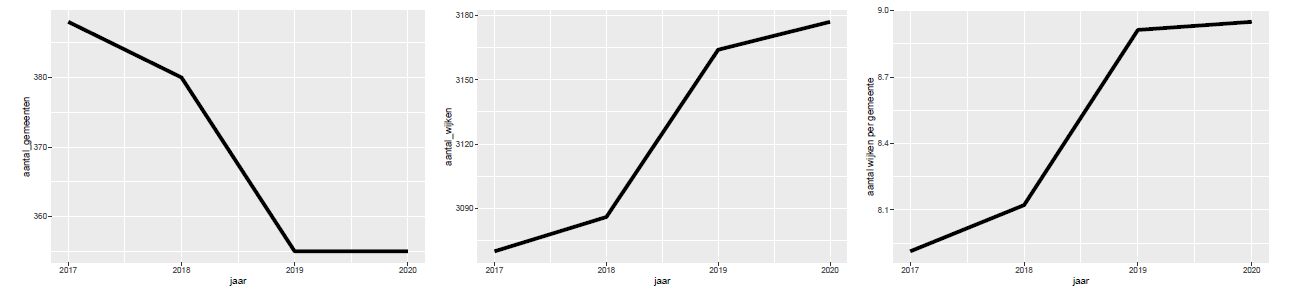 aantal_gemeenten
380
370
360
2017 2018 2019 2020
jaar
aantal_wijken
3180
3150
3120
3090
2017 2018 2019 2020
jaar
aantal wijken per gemeente
9.0
8.7
8.4
8.1
2017 2018 2019 2020
jaar